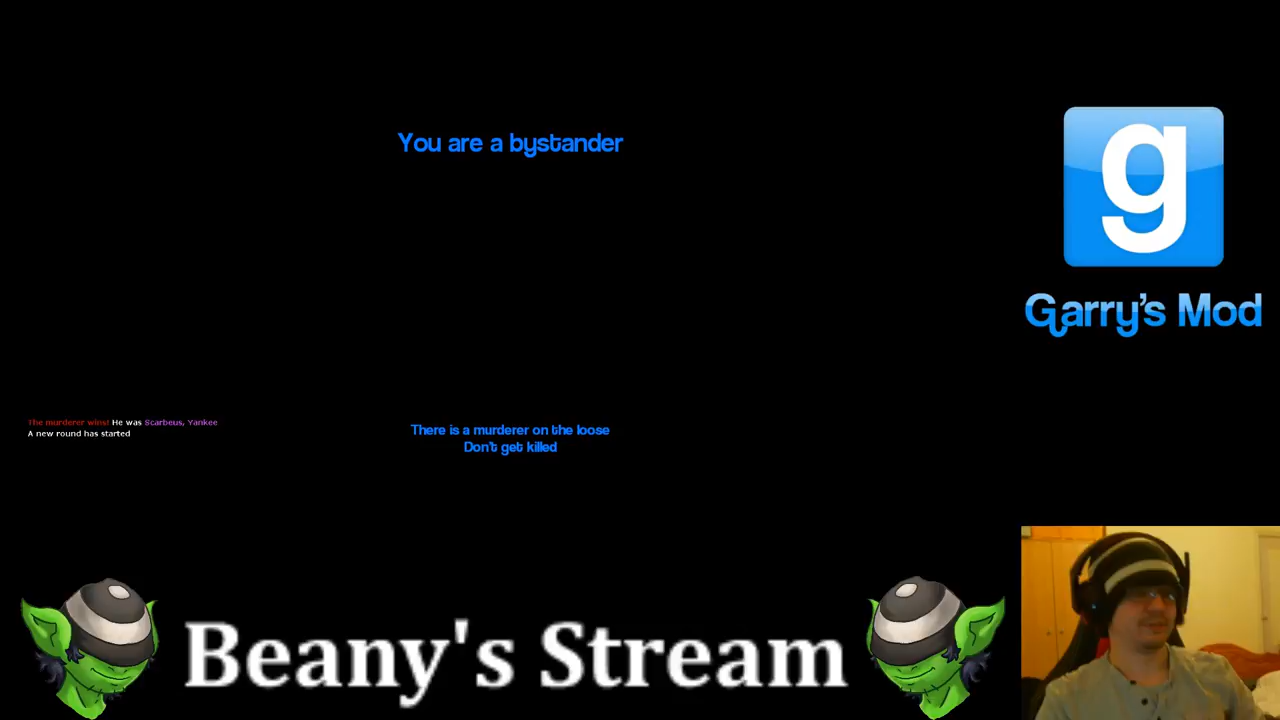 You are a bystander
g
Garry's Mod
The murderer wins! He was Scarbeus, Yankee
A new round has started
There is a murderer on the loose
Don't get killed
Beany's Stream